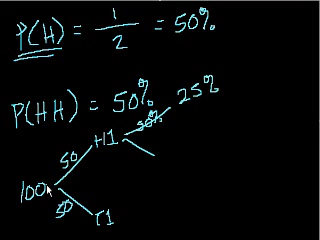 P(H) = 1/2 = 50%
P(HH) = 50% 25%
50%
50 H1
100
50 T1